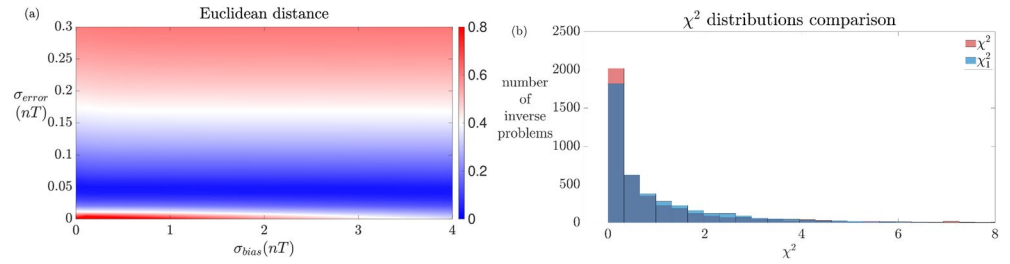 (a)
Euclidean distance
0.3
0.25
0.2
σ_error
(nT)
0.15
0.1
0.05
0
0 1 2 3 4
σ_bias(nT)
0.8
0.6
0.4
0.2
0
(b)
χ² distributions comparison
2500
2000
number
of
inverse
problems
1500
1000
500
0
0 2 4 6 8
χ²
χ²
χ²₁